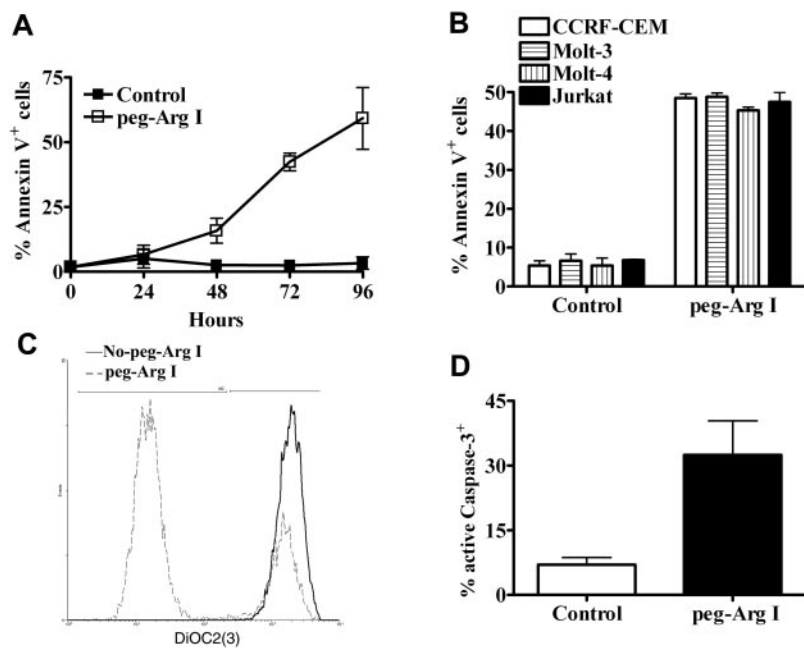 A
% Annexin V+ cells
75
50
25
0
Control
peg-Arg I
0 24 48 72 96
Hours
B
CCRF-CEM
Molt-3
Molt-4
Jurkat
% Annexin V+ cells
50
40
30
20
10
0
Control peg-Arg I
C
No-peg-Arg I
peg-Arg I
DiOC2(3)
D
% active Caspase-3+
45
30
15
0
Control peg-Arg I